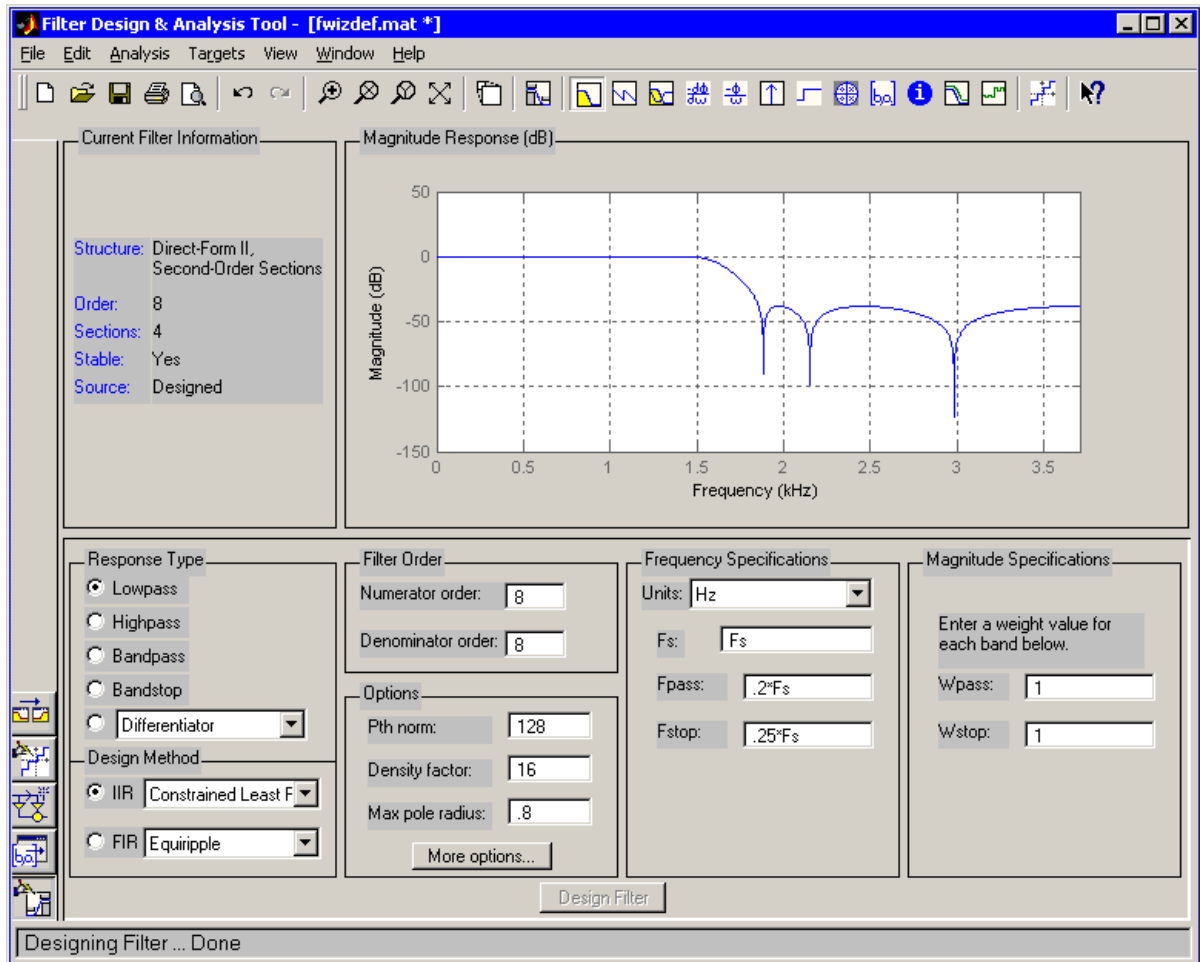 Filter Design & Analysis Tool - [fwizdef.mat *]
File Edit Analysis Targets View Window Help
Current Filter Information
Structure: Direct-Form II,
Second-Order Sections
Order: 8
Sections: 4
Stable: Yes
Source: Designed
Magnitude Response (dB)
50
0
-50
-100
-150
Magnitude (dB)
0 0.5 1 1.5 2 2.5 3 3.5
Frequency (kHz)
Response Type
Lowpass
Highpass
Bandpass
Bandstop
Differentiator
Design Method
IIR Constrained Least F
FIR Equiripple
Filter Order
Numerator order: 8
Denominator order: 8
Options
Pth norm: 128
Density factor: 16
Max pole radius: .8
More options...
Frequency Specifications
Units: Hz
Fs: Fs
Fpass: .2*Fs
Fstop: .25*Fs
Magnitude Specifications
Enter a weight value for
each band below.
Wpass: 1
Wstop: 1
Design Filter
Designing Filter ... Done